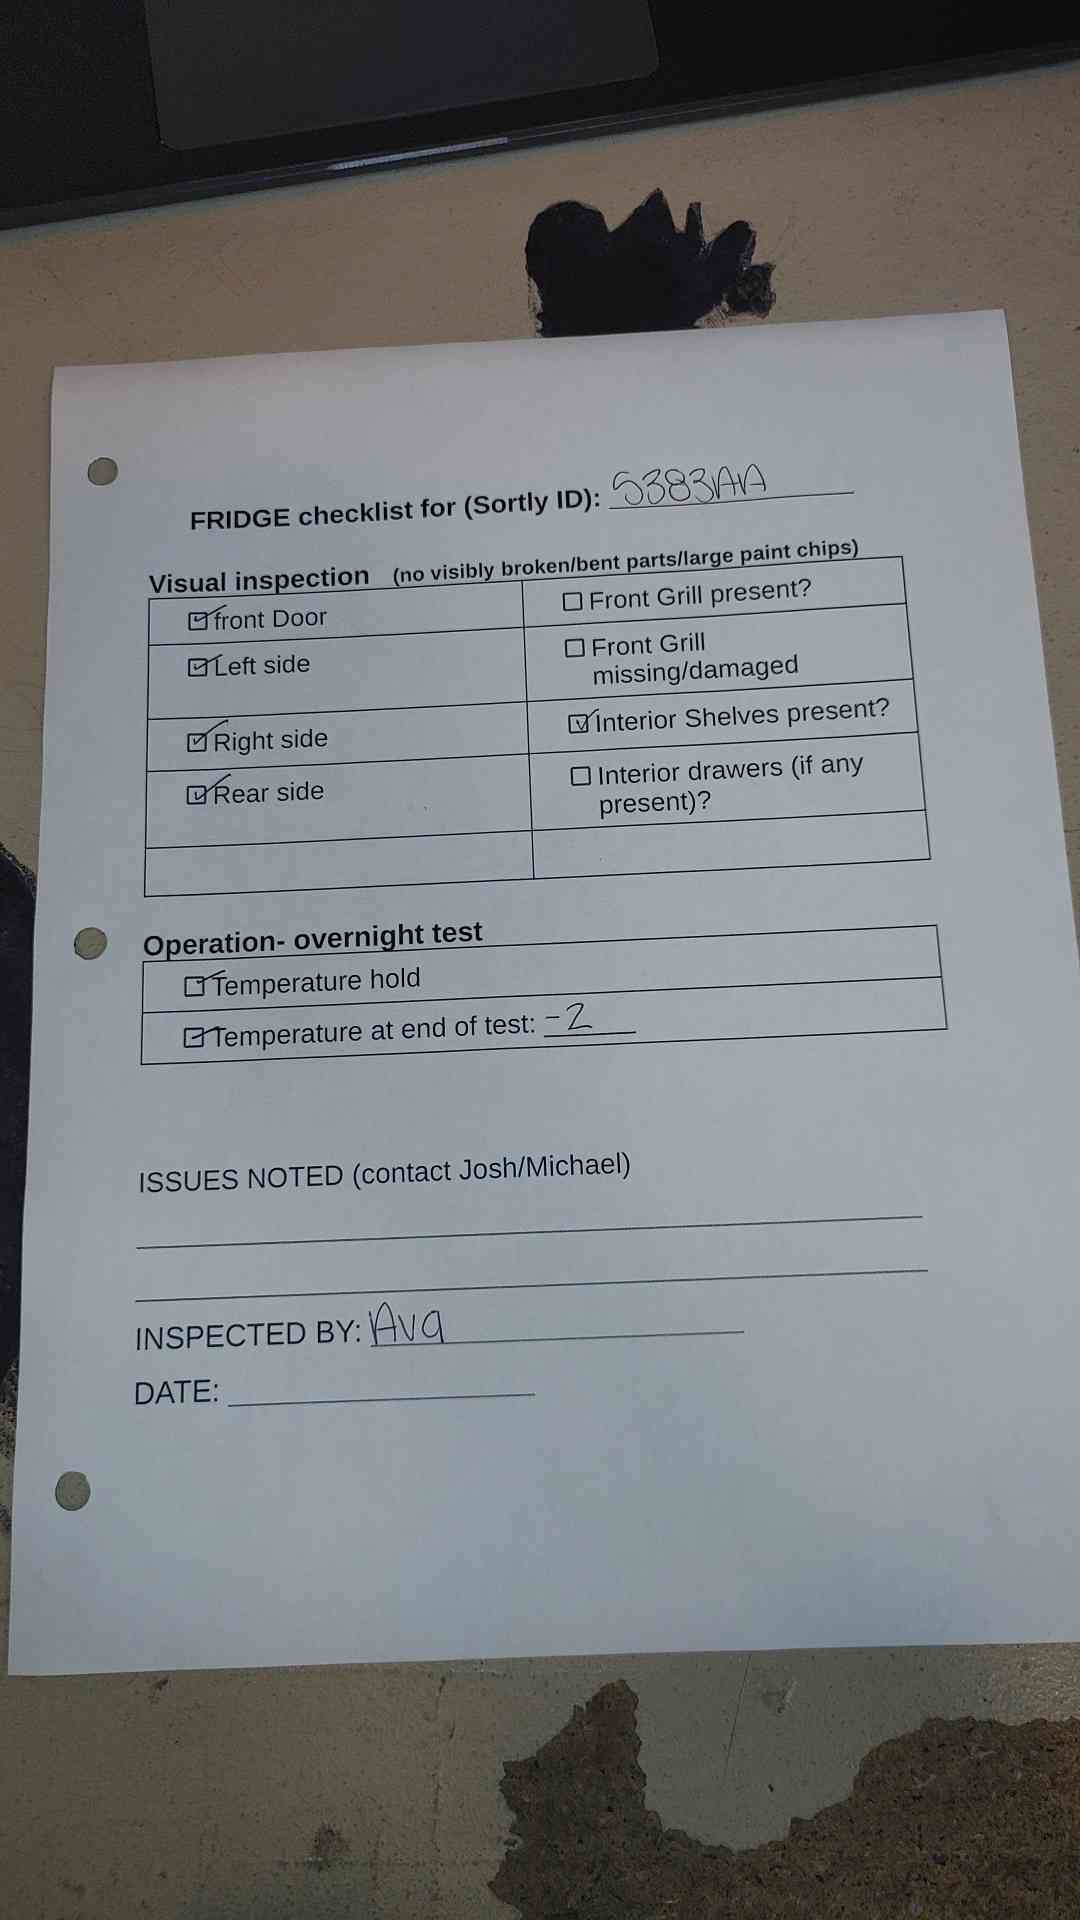 FRIDGE checklist for (Sortly ID): S383AA
Visual inspection (no visibly broken/bent parts/large paint chips)
☑ front Door
☐ Front Grill present?
☑ Left side
☐ Front Grill
missing/damaged
☑ Right side
☑ Interior Shelves present?
☑ Rear side
☐ Interior drawers (if any
present)?
Operation- overnight test
☑ Temperature hold
☑ Temperature at end of test: -2
ISSUES NOTED (contact Josh/Michael)
INSPECTED BY: Ava
DATE: